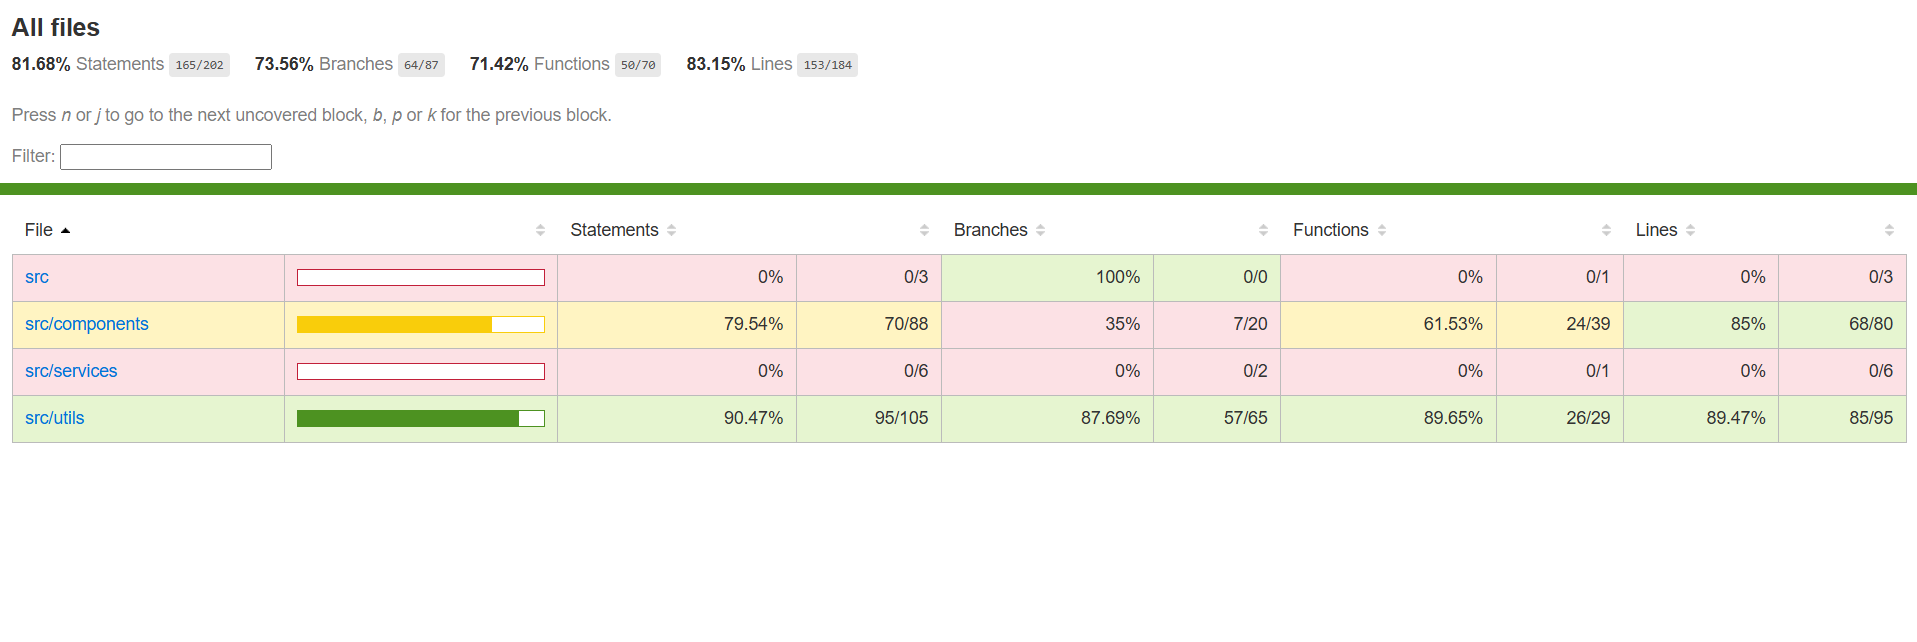 All files
81.68% Statements 165/202 73.56% Branches 64/87 71.42% Functions 50/70 83.15% Lines 153/184
Press n or j to go to the next uncovered block, b, p or k for the previous block.
Filter:
File Statements Branches Functions Lines
src 0% 0/3 100% 0/0 0% 0/1 0% 0/3
src/components 79.54% 70/88 35% 7/20 61.53% 24/39 85% 68/80
src/services 0% 0/6 0% 0/2 0% 0/1 0% 0/6
src/utils 90.47% 95/105 87.69% 57/65 89.65% 26/29 89.47% 85/95